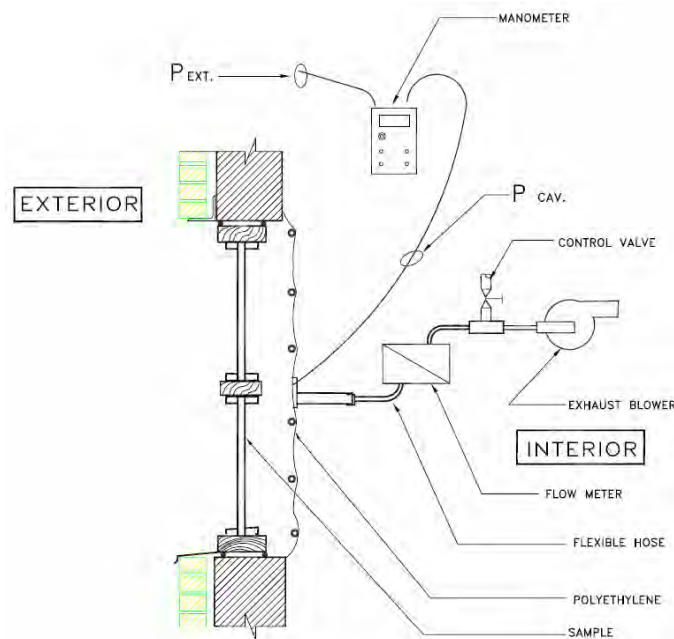 MANOMETER
P EXT.
EXTERIOR
P CAV.
CONTROL VALVE
EXHAUST BLOWER
INTERIOR
FLOW METER
FLEXIBLE HOSE
POLYETHYLENE
SAMPLE